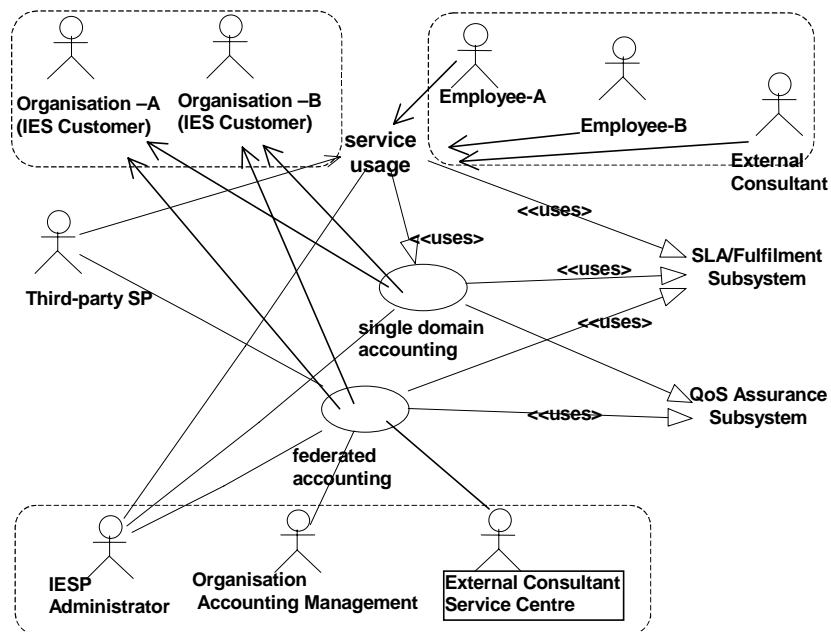 Organisation –A
(IES Customer)
Organisation –B
(IES Customer)
Employee-A
Employee-B
External
Consultant
service
usage
<<uses>
<<uses>
SLA/Fulfilment
Subsystem
<<uses>
Third-party SP
single domain
accounting
<<uses>
QoS Assurance
Subsystem
<<uses>
federated
accounting
IESP
Administrator
Organisation
Accounting Management
External Consultant
Service Centre